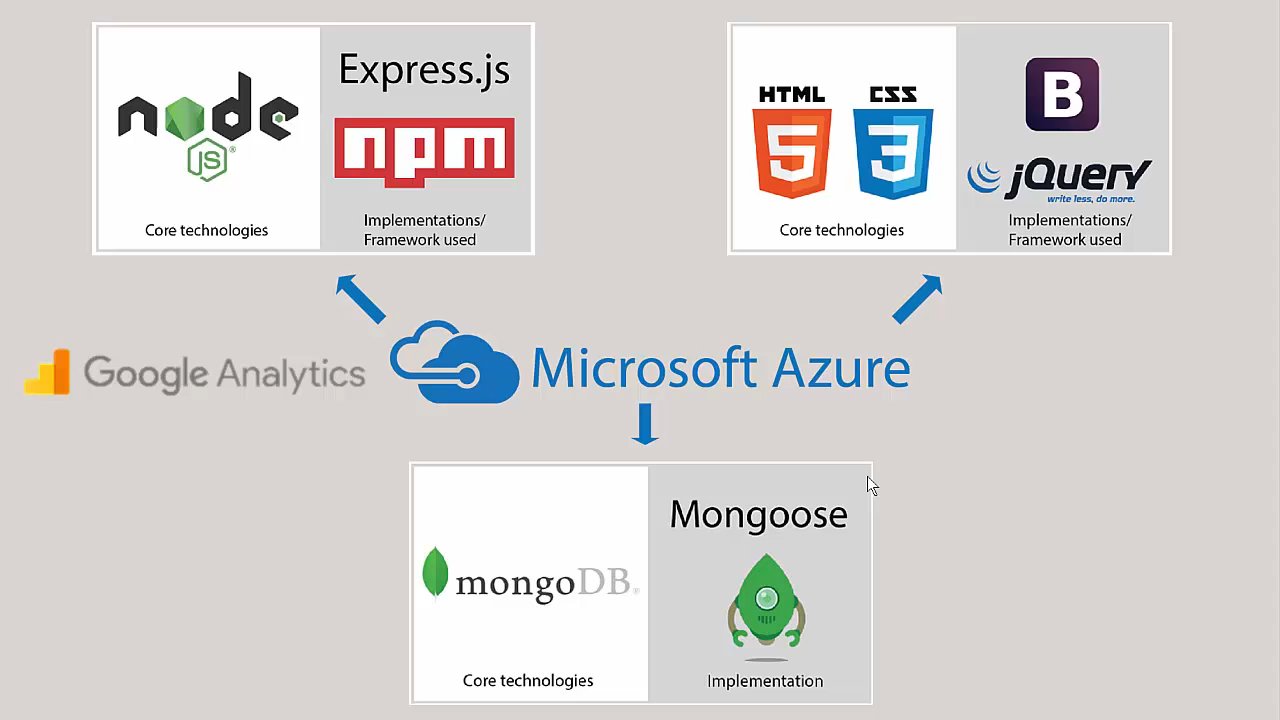 node
JS
®
Core technologies
Express.js
npm
Implementations/
Framework used
HTML
5
CSS
3
Core technologies
B
jQuery
write less, do more.
Implementations/
Framework used
Google Analytics
Microsoft Azure
mongoDB®
Core technologies
Mongoose
Implementation